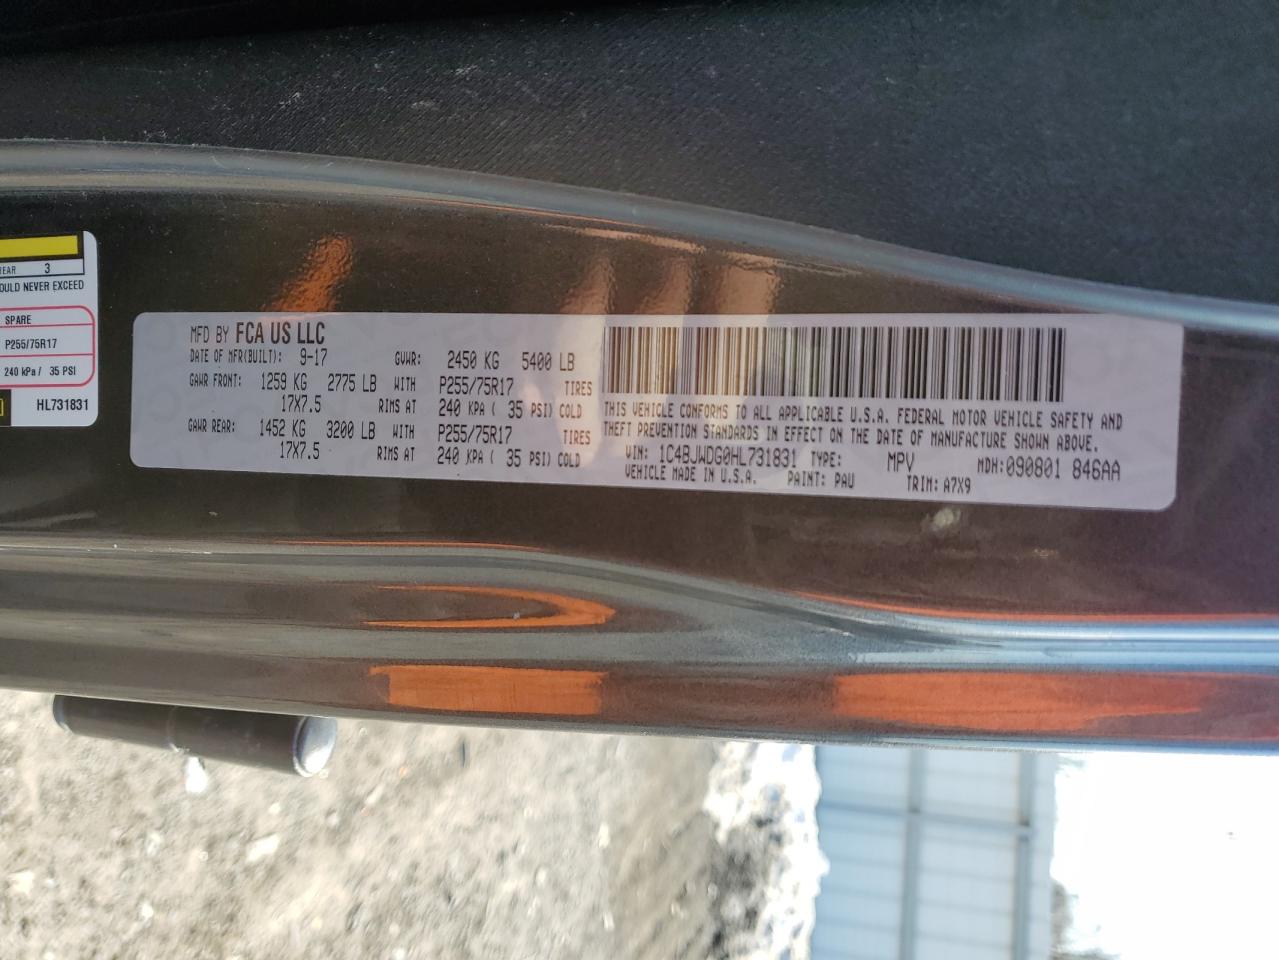 EAR 3
OULD NEVER EXCEED
SPARE
P255/75R17
240 kPa / 35 PSI
HL731831
MFD BY FCA US LLC
DATE OF MFR(BUILT): 9-17 GVWR: 2450 KG 5400 LB
GAWR FRONT: 1259 KG 2775 LB WITH P255/75R17 TIRES
17X7.5 RIMS AT 240 KPA ( 35 PSI) COLD
GAWR REAR: 1452 KG 3200 LB WITH P255/75R17 TIRES
17X7.5 RIMS AT 240 KPA ( 35 PSI) COLD
THIS VEHICLE CONFORMS TO ALL APPLICABLE U.S.A. FEDERAL MOTOR VEHICLE SAFETY AND
THEFT PREVENTION STANDARDS IN EFFECT ON THE DATE OF MANUFACTURE SHOWN ABOVE.
VIN: 1C4BJWDG0HL731831 TYPE: MPV MDH: 090801 846AA
VEHICLE MADE IN U.S.A. PAINT: PAU TRIM: A7X9